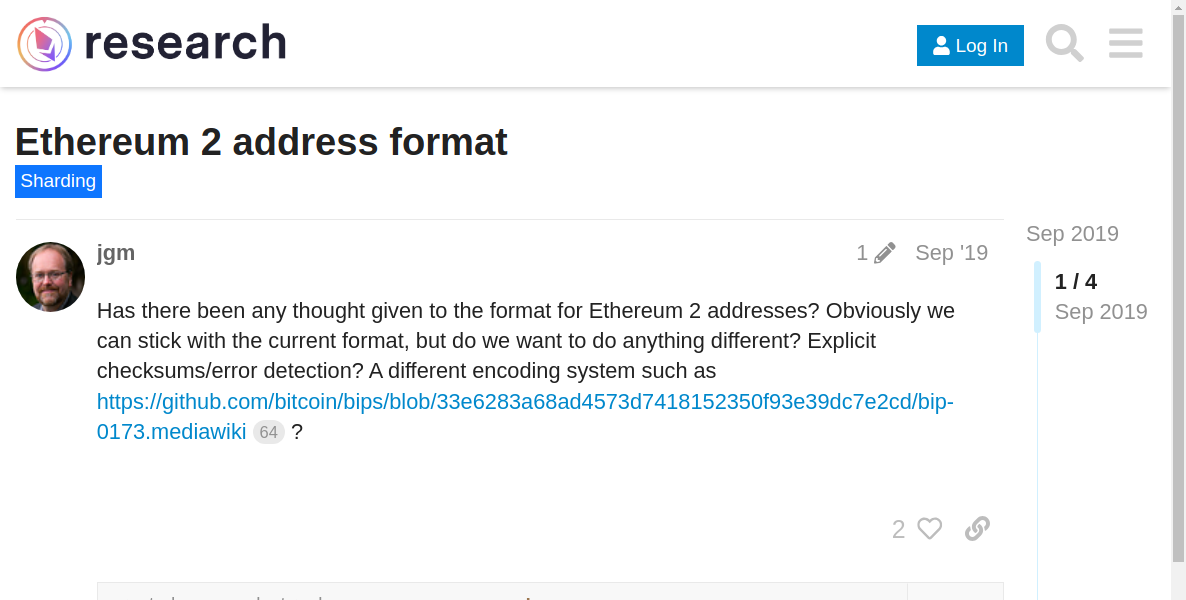 research
Log In
Ethereum 2 address format
Sharding
jgm
1
Sep '19
Sep 2019
1 / 4
Sep 2019
Has there been any thought given to the format for Ethereum 2 addresses? Obviously we
can stick with the current format, but do we want to do anything different? Explicit
checksums/error detection? A different encoding system such as
https://github.com/bitcoin/bips/blob/33e6283a68ad4573d7418152350f93e39dc7e2cd/bip-
0173.mediawiki 64 ?
2